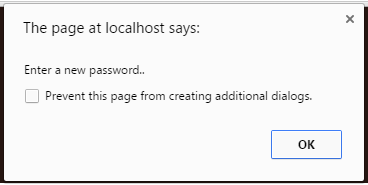 The page at localhost says:
Enter a new password..
Prevent this page from creating additional dialogs.
OK